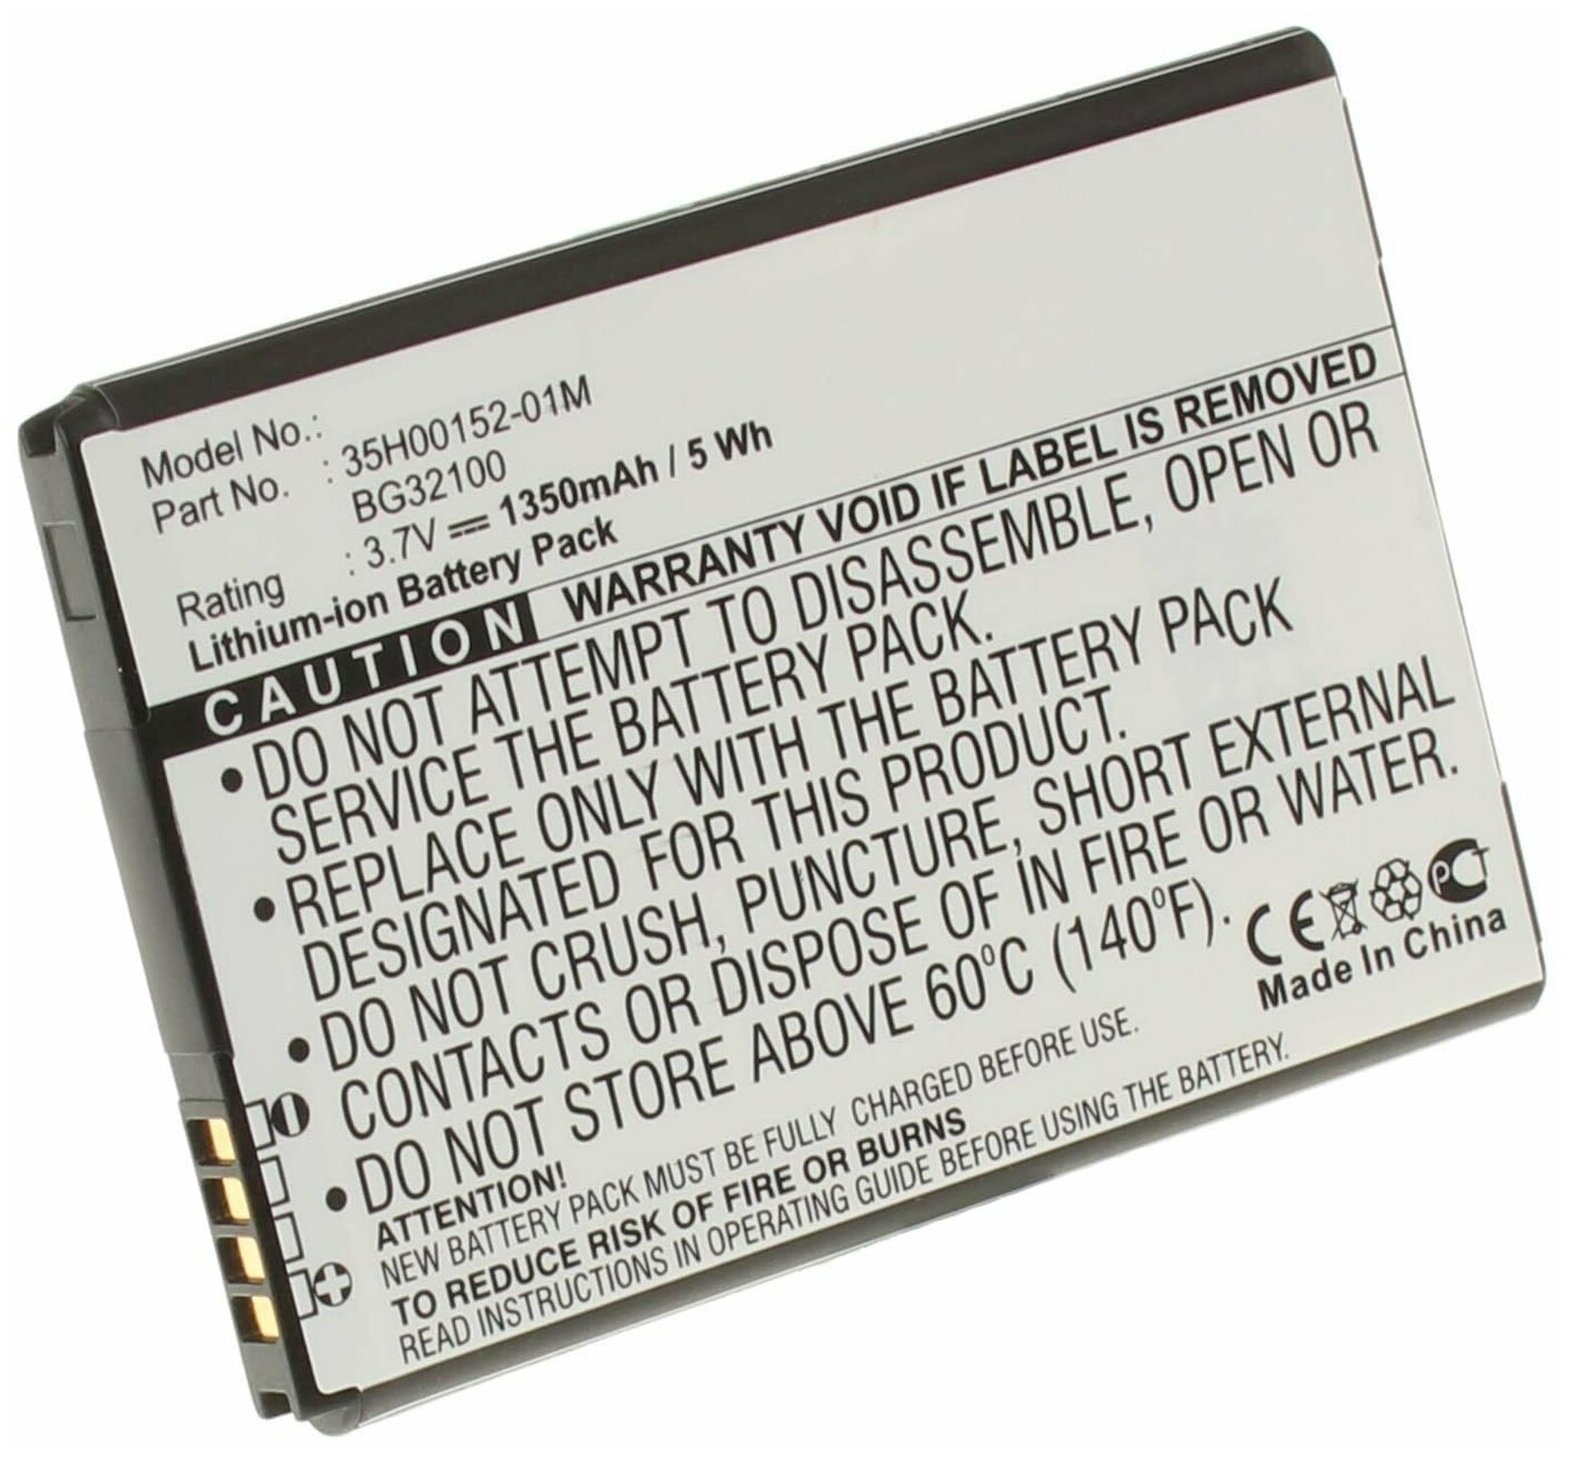 Model No.:
Part No. : 35H00152-01M
BG32100
Rating : 3.7V 1350mAh / 5 Wh
Lithium-ion Battery Pack
CAUTION WARRANTY VOID IF LABEL IS REMOVED
• DO NOT ATTEMPT TO DISASSEMBLE, OPEN OR
SERVICE THE BATTERY PACK.
• REPLACE ONLY WITH THE BATTERY PACK
DESIGNATED FOR THIS PRODUCT.
• DO NOT CRUSH, PUNCTURE, SHORT EXTERNAL
CONTACTS OR DISPOSE OF IN FIRE OR WATER.
• DO NOT STORE ABOVE 60°C (140°F).
CE PCT
Made In China
ATTENTION!
NEW BATTERY PACK MUST BE FULLY CHARGED BEFORE USE.
TO REDUCE RISK OF FIRE OR BURNS
READ INSTRUCTIONS IN OPERATING GUIDE BEFORE USING THE BATTERY.